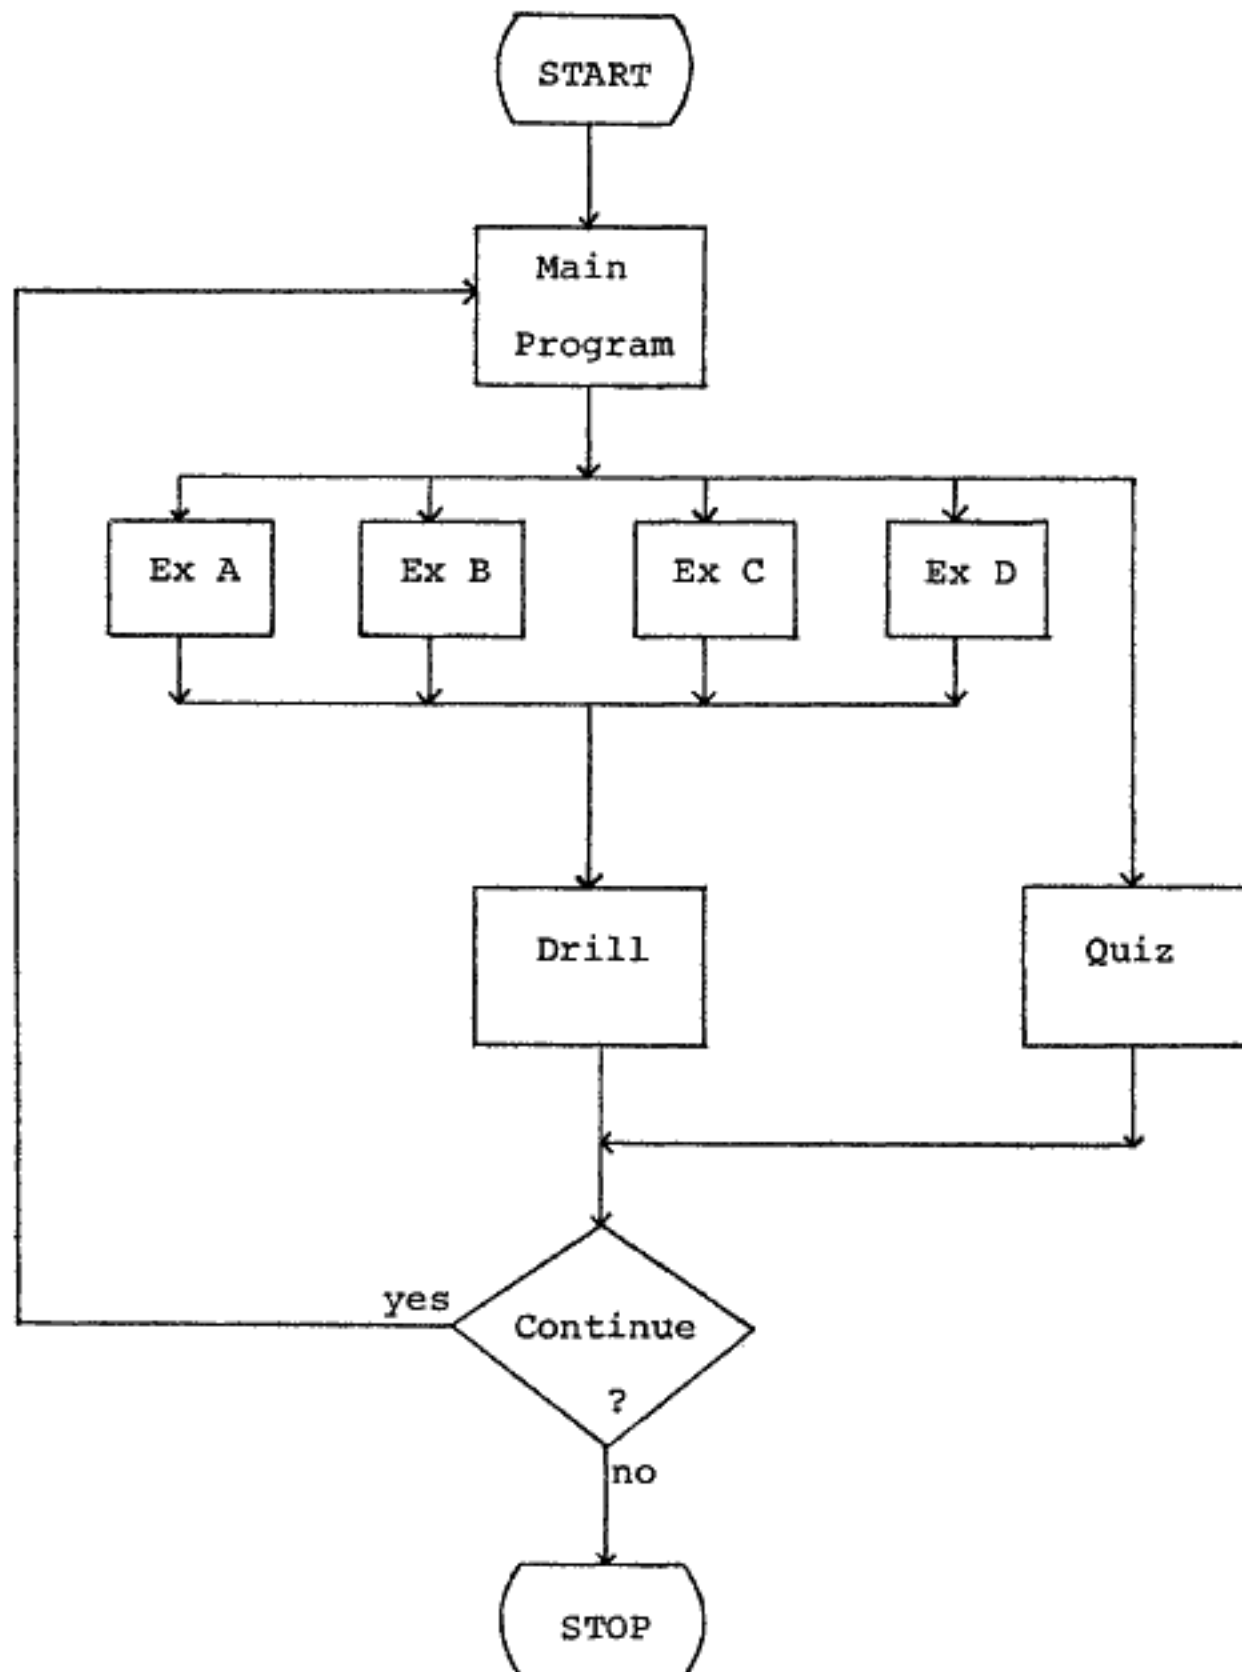 START
Main
Program
Ex A
Ex B
Ex C
Ex D
Drill
Quiz
yes
Continue
?
no
STOP